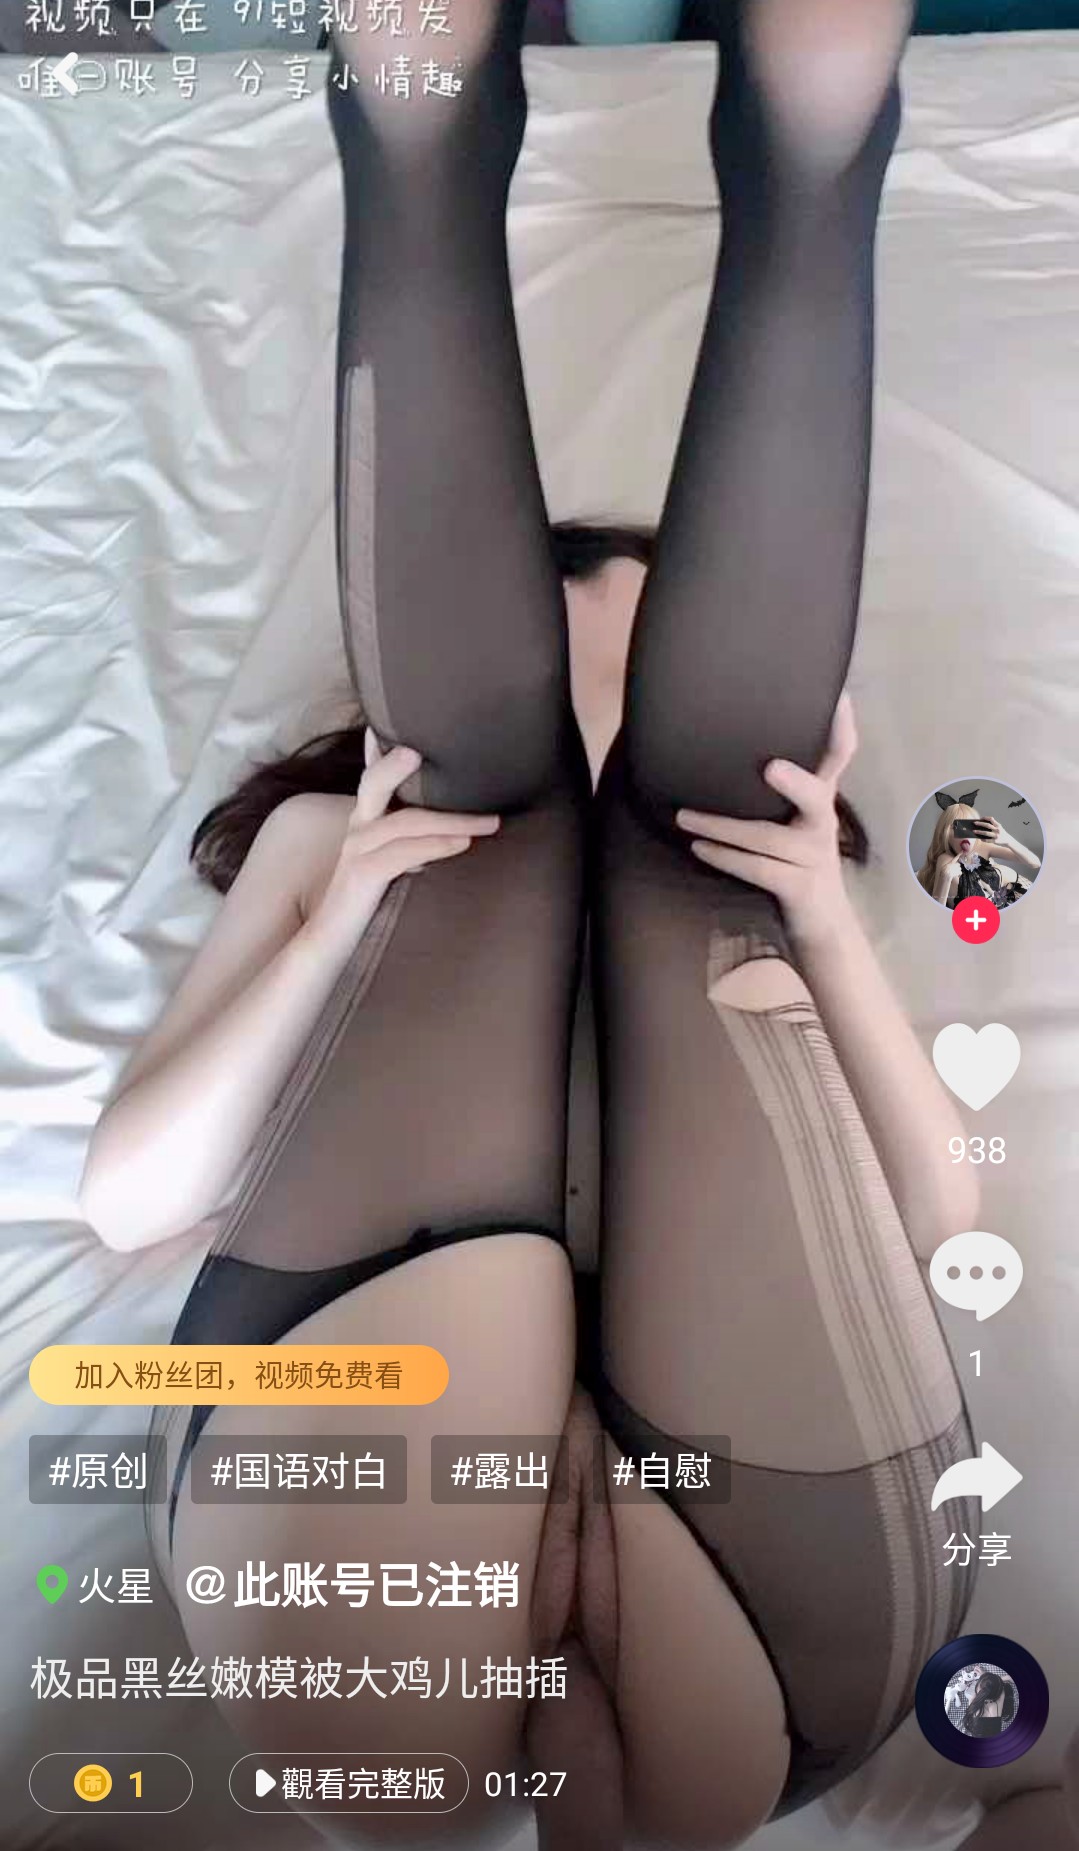 视频只在 91短视频发
唯一账号 分享小情趣
938
1
加入粉丝团，视频免费看
#原创 #国语对白 #露出 #自慰
分享
火星 @此账号已注销
极品黑丝嫩模被大鸡儿抽插
币 1 觀看完整版 01:27